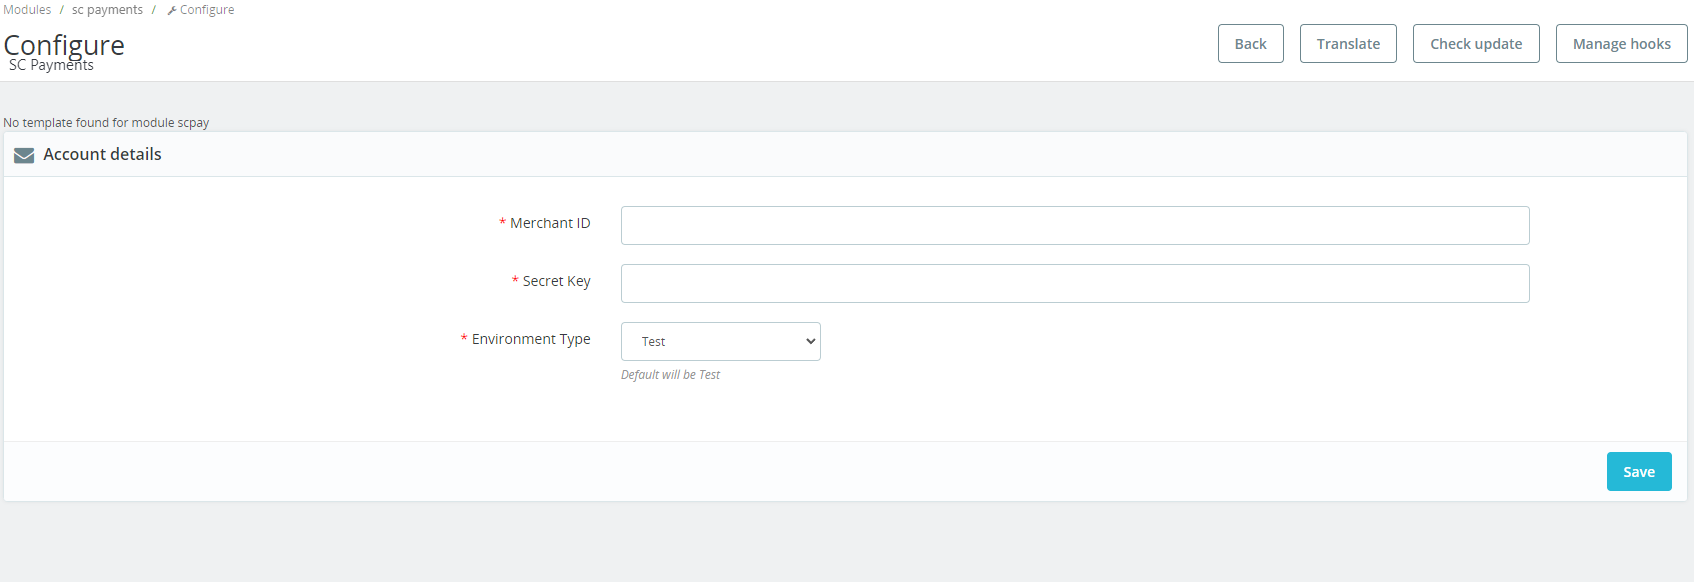 Modules / sc payments / Configure
Configure
SC Payments
Back Translate Check update Manage hooks
No template found for module scpay
Account details
* Merchant ID
* Secret Key
* Environment Type Test
Default will be Test
Save